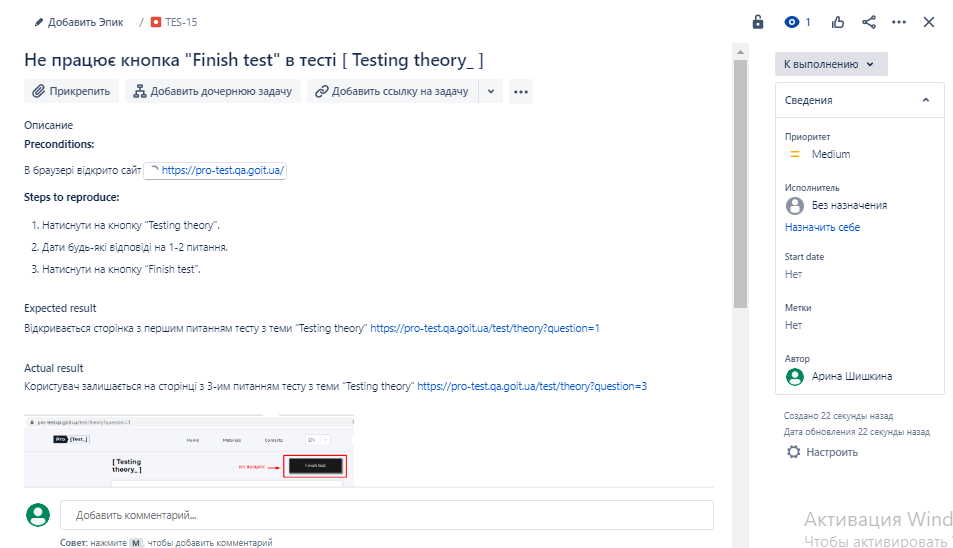 Добавить Эпик / TES-15
1
Не працює кнопка "Finish test" в тесті [ Testing theory_ ]
Прикрепить
Добавить дочернюю задачу
Добавить ссылку на задачу
К выполнению
Описание
Preconditions:
В браузері відкрито сайт https://pro-test.qa.goit.ua/
Steps to reproduce:
1. Натиснути на кнопку "Testing theory".
2. Дати будь-які відповіді на 1-2 питання.
3. Натиснути на кнопку "Finish test".
Expected result
Відкривається сторінка з першим питанням тесту з теми "Testing theory" https://pro-test.qa.goit.ua/test/theory?question=1
Actual result
Користувач залишається на сторінці з 3-им питанням тесту з теми "Testing theory" https://pro-test.qa.goit.ua/test/theory?question=3
pro-test.qa.goit.ua/test/theory?question=3
Pro [Test_]
Home
Materials
Contacts
EN
[ Testing
theory_ ]
не працює
Finish test
Добавить комментарий...
Совет: нажмите M, чтобы добавить комментарий
Сведения
Приоритет
Medium
Исполнитель
Без назначения
Назначить себе
Start date
Нет
Метки
Нет
Автор
Арина Шишкина
Создано 22 секунды назад
Дата обновления 22 секунды назад
Настроить
Активация Wind
Чтобы активировать